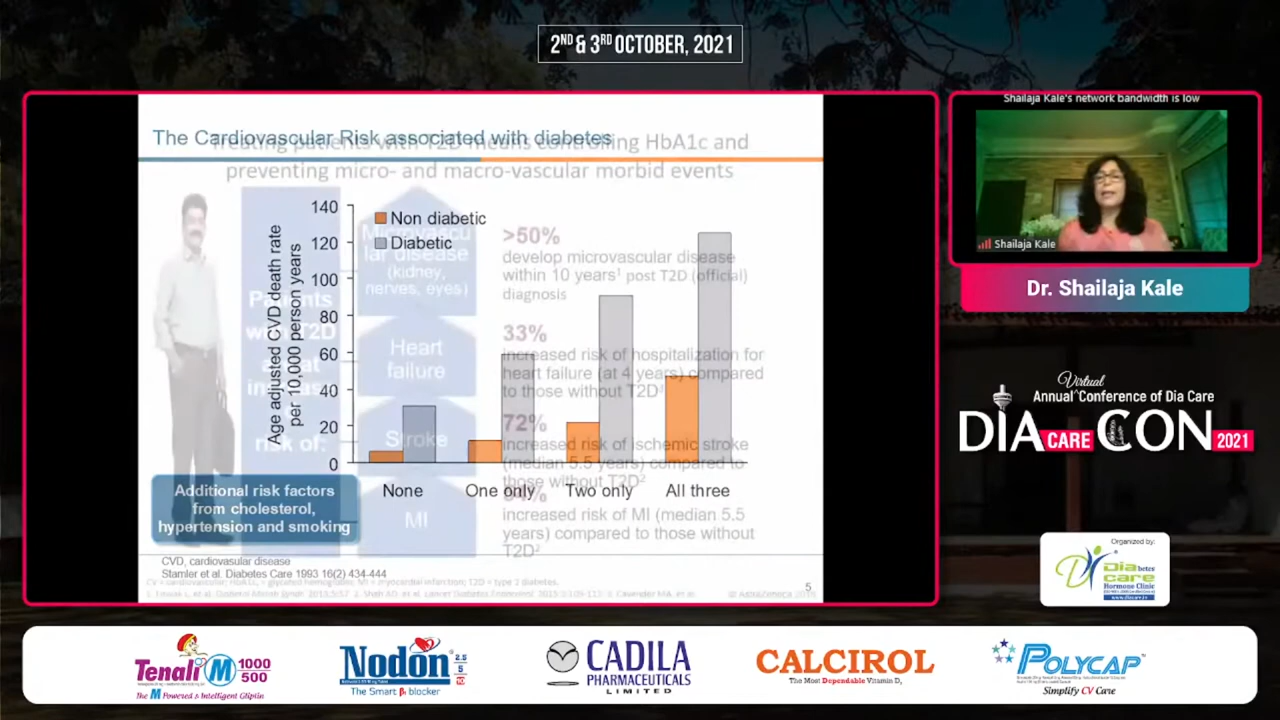 2ND & 3RD OCTOBER, 2021
The Cardiovascular Risk associated with diabetes
Treating patients with T2D means controlling HbA1c and
preventing micro- and macro-vascular morbid events
Age adjusted CVD death rate
per 10,000 person years
140
120
100
80
60
40
20
0
Non diabetic
Diabetic
None
One only
Two only
All three
Additional risk factors
from cholesterol,
hypertension and smoking
Patients
with T2D
risk of:
Microvascu
lar disease
(kidney,
nerves, eyes)
Heart
failure
Stroke
MI
>50%
develop microvascular disease
within 10 years1 post T2D (official)
diagnosis
33%
increased risk of hospitalization for
heart failure (at 4 years) compared
to those without T2D
72%
increased risk of ischemic stroke
(median 5.5 years) compared to
those without T2D2
increased risk of MI (median 5.5
years) compared to those without
T2D2
CVD, cardiovascular disease
Stamler et al. Diabetes Care 1993 16(2) 434-444
5
Shailaja Kale's network bandwidth is low
Shailaja Kale
Dr. Shailaja Kale
Virtual
Annual Conference of Dia Care
DIA CARE CON 2021
Organized by:
Diabetes
care
Hormone Clinic
Tenali M 1000
500
The M Powered & Intelligent Gliptin
Nodon 2.5
5
The Smart β blocker
CADILA
PHARMACEUTICALS
LIMITED
CALCIROL
The Most Dependable Vitamin D3
POLYCAP™
Simplify CV Care